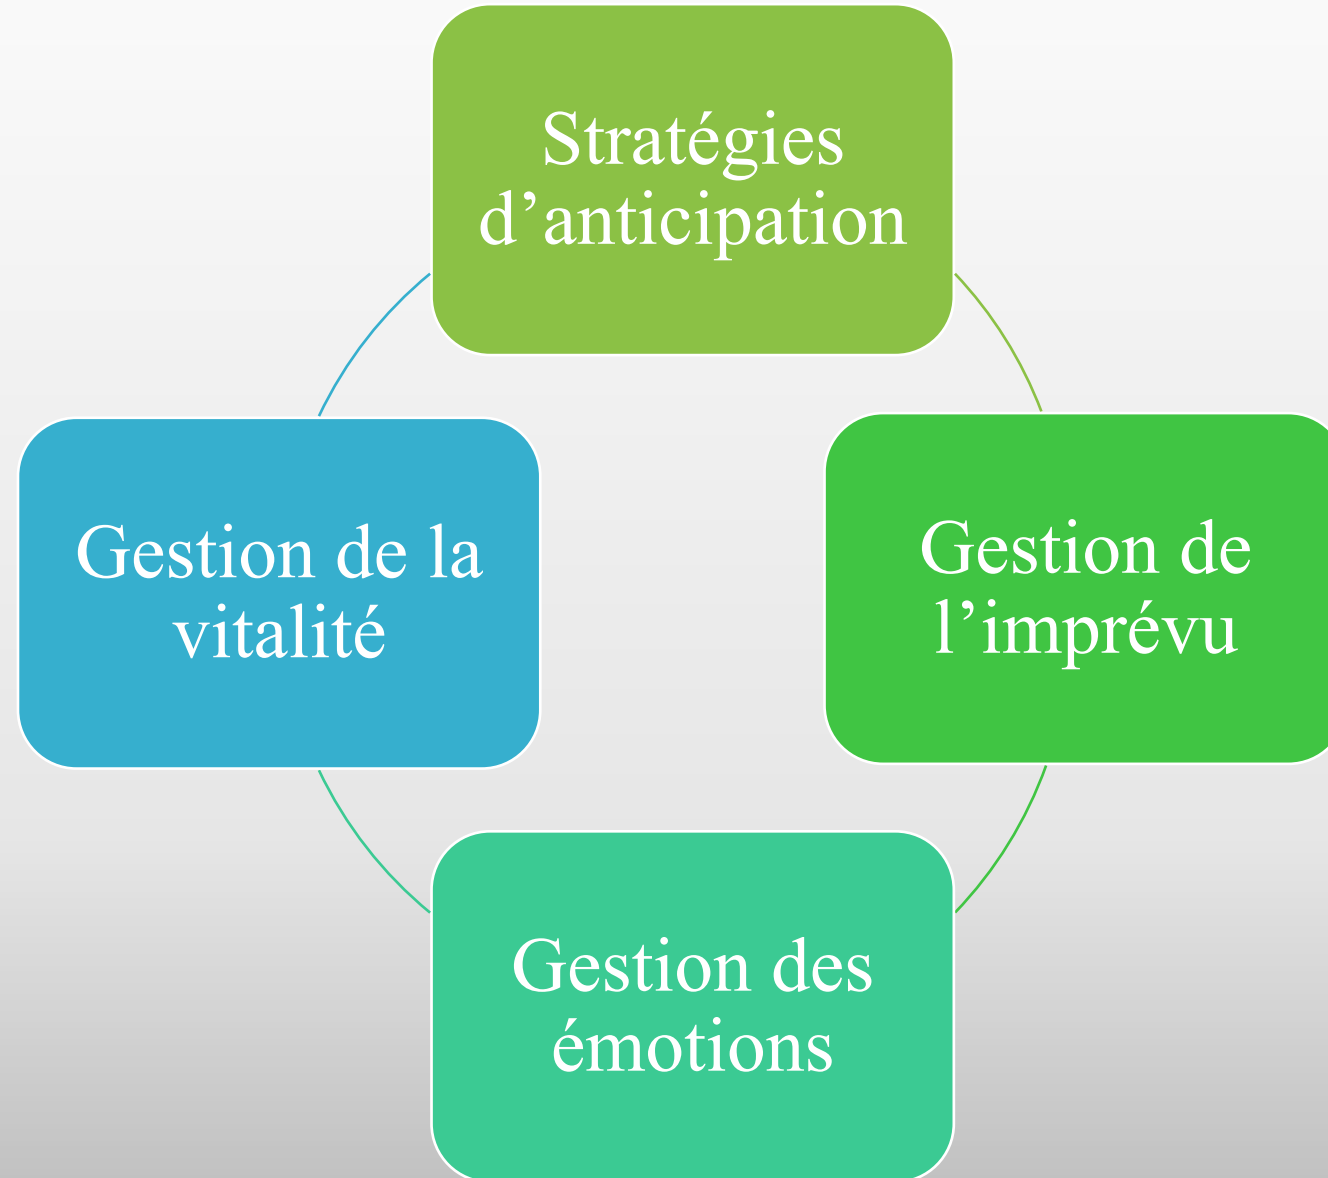 Stratégies
d’anticipation
Gestion de la
vitalité
Gestion de
l’imprévu
Gestion des
émotions